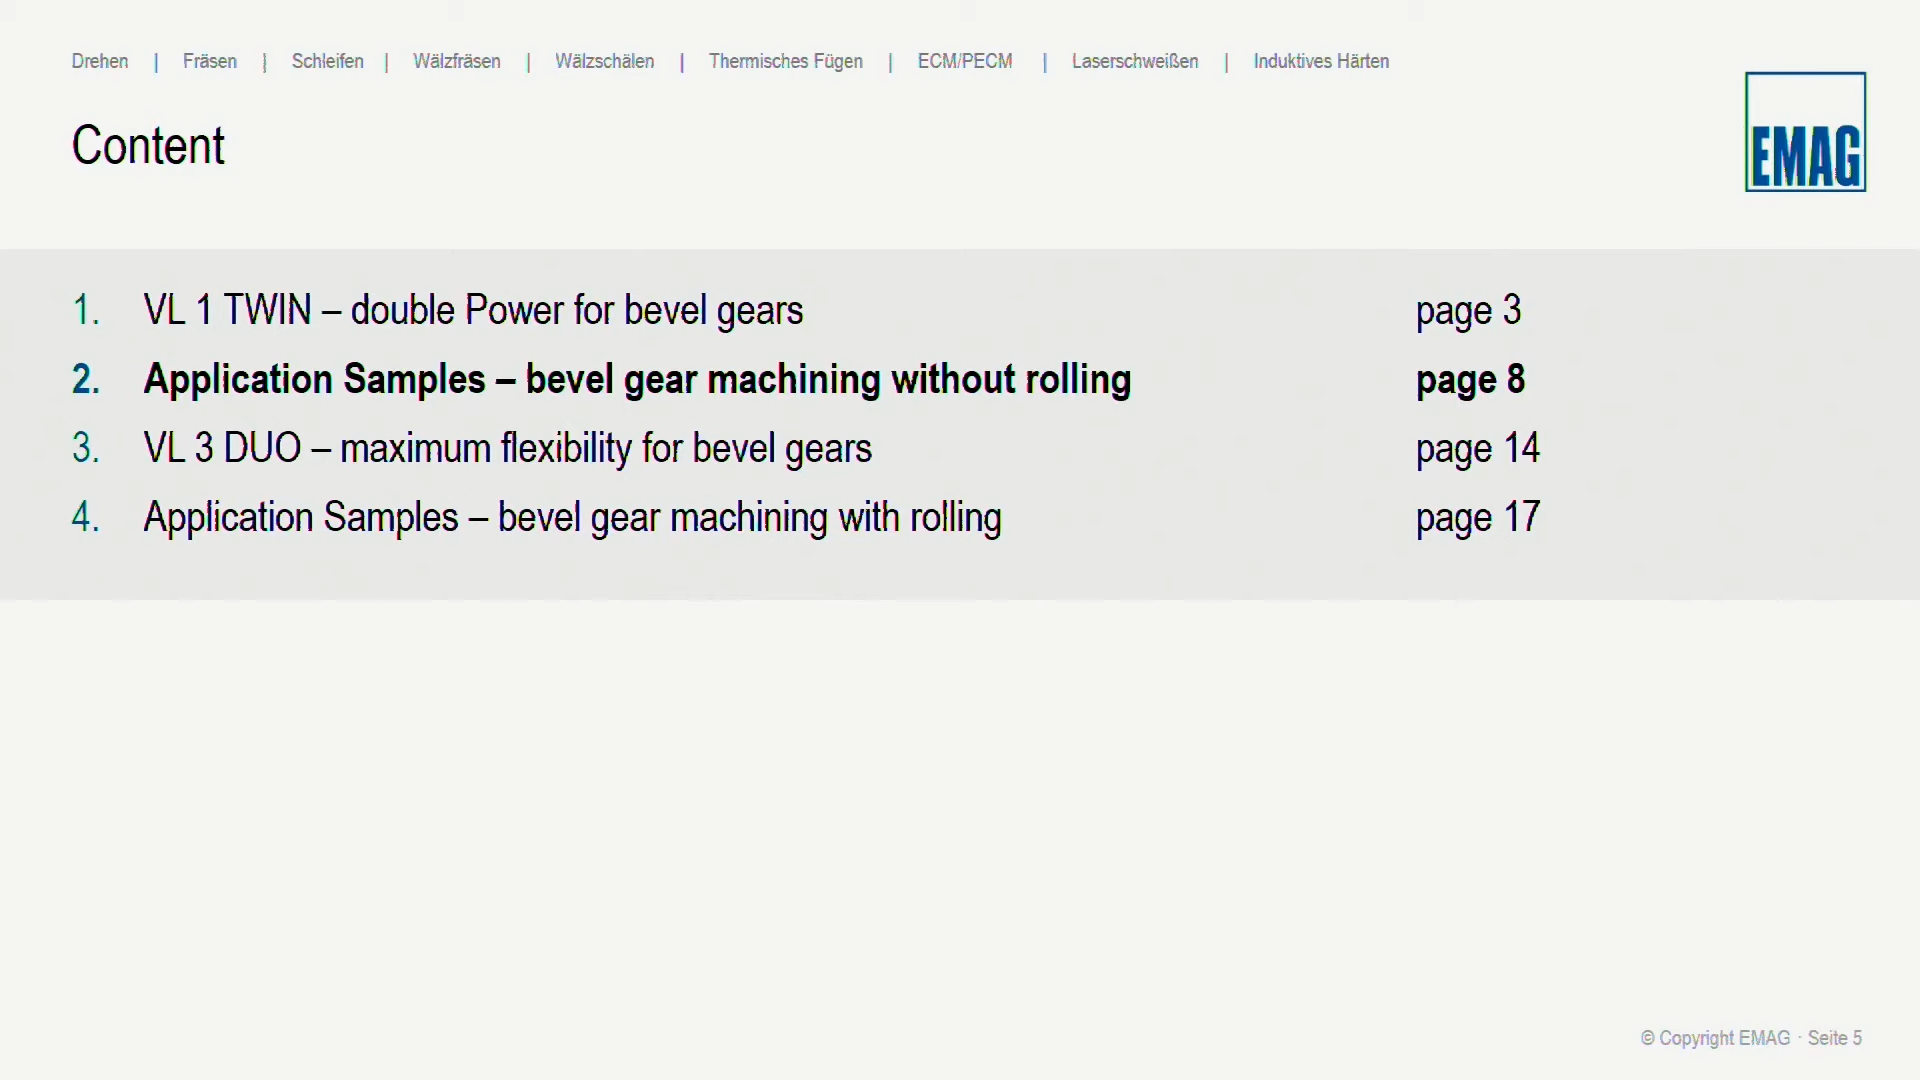 Drehen | Fräsen | Schleifen | Wälzfräsen | Wälzschälen | Thermisches Fügen | ECM/PECM | Laserschweißen | Induktives Härten
Content
EMAG
1. VL 1 TWIN – double Power for bevel gears page 3
2. Application Samples – bevel gear machining without rolling page 8
3. VL 3 DUO – maximum flexibility for bevel gears page 14
4. Application Samples – bevel gear machining with rolling page 17
© Copyright EMAG · Seite 5